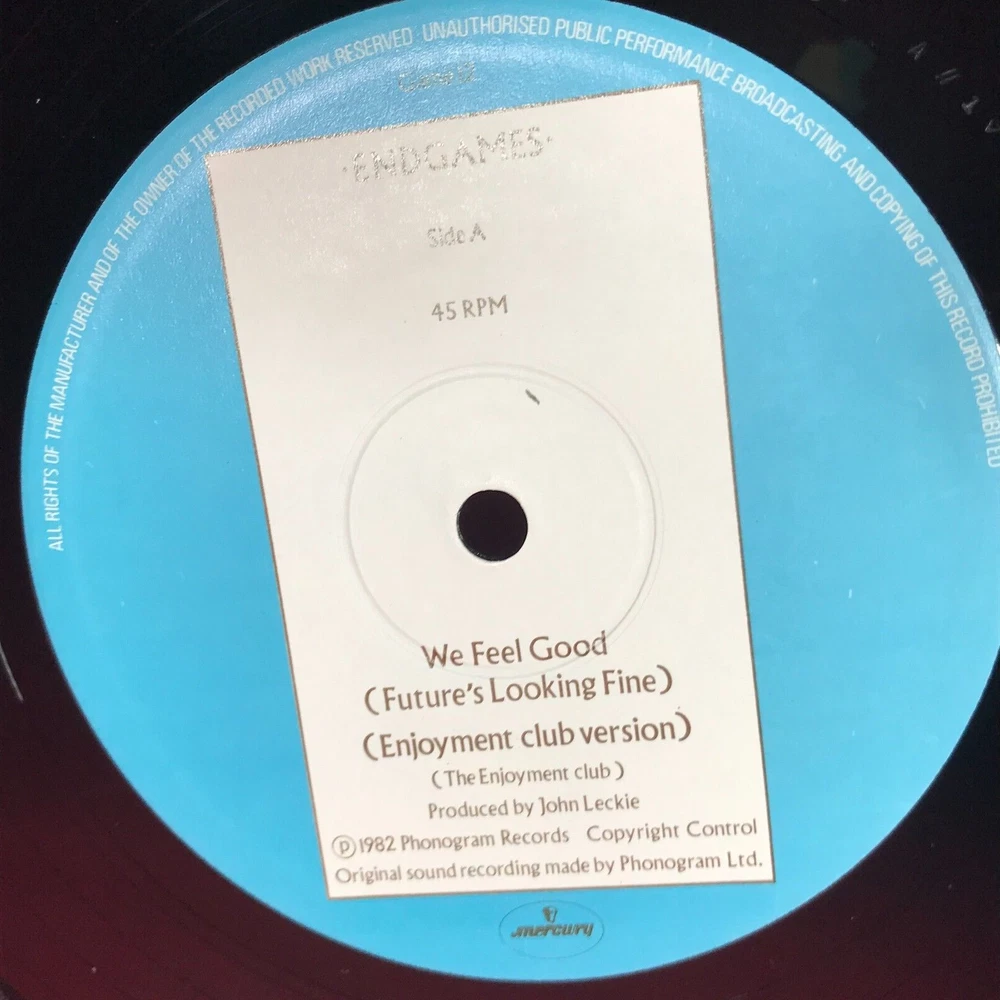 ALL RIGHTS OF THE MANUFACTURER AND OF THE OWNER OF THE RECORDED WORK RESERVED UNAUTHORISED PUBLIC PERFORMANCE BROADCASTING AND COPYING OF THIS RECORD PROHIBITED
·ENDGAMES·
Side A
45 RPM
We Feel Good
(Future's Looking Fine)
(Enjoyment club version)
(The Enjoyment club)
Produced by John Leckie
℗1982 Phonogram Records Copyright Control
Original sound recording made by Phonogram Ltd.
mercury